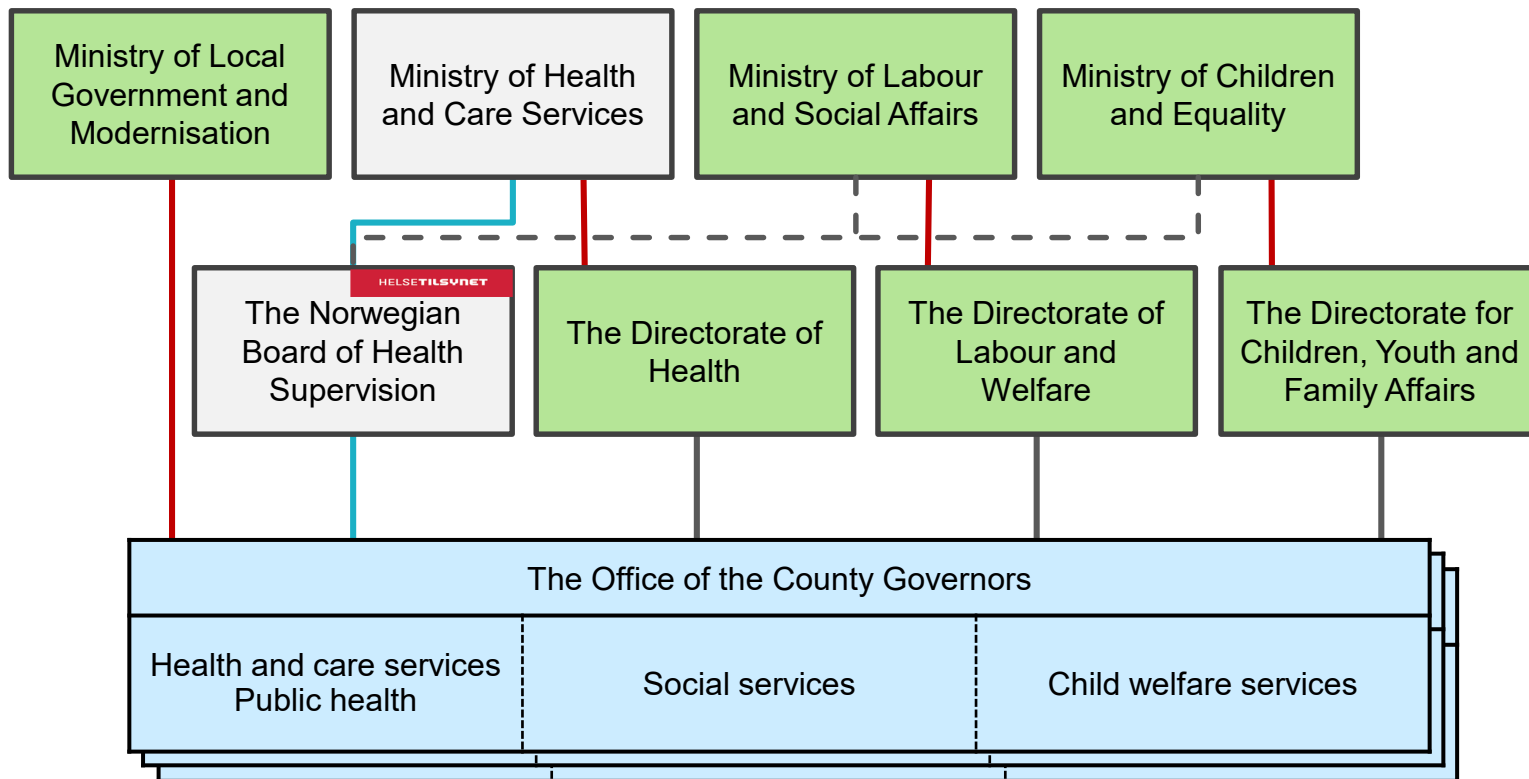 Ministry of Local
Government and
Modernisation
Ministry of Health
and Care Services
Ministry of Labour
and Social Affairs
Ministry of Children
and Equality
HELSETILSYNET
The Norwegian
Board of Health
Supervision
The Directorate of
Health
The Directorate of
Labour and
Welfare
The Directorate for
Children, Youth and
Family Affairs
The Office of the County Governors
Health and care services
Public health
Social services
Child welfare services